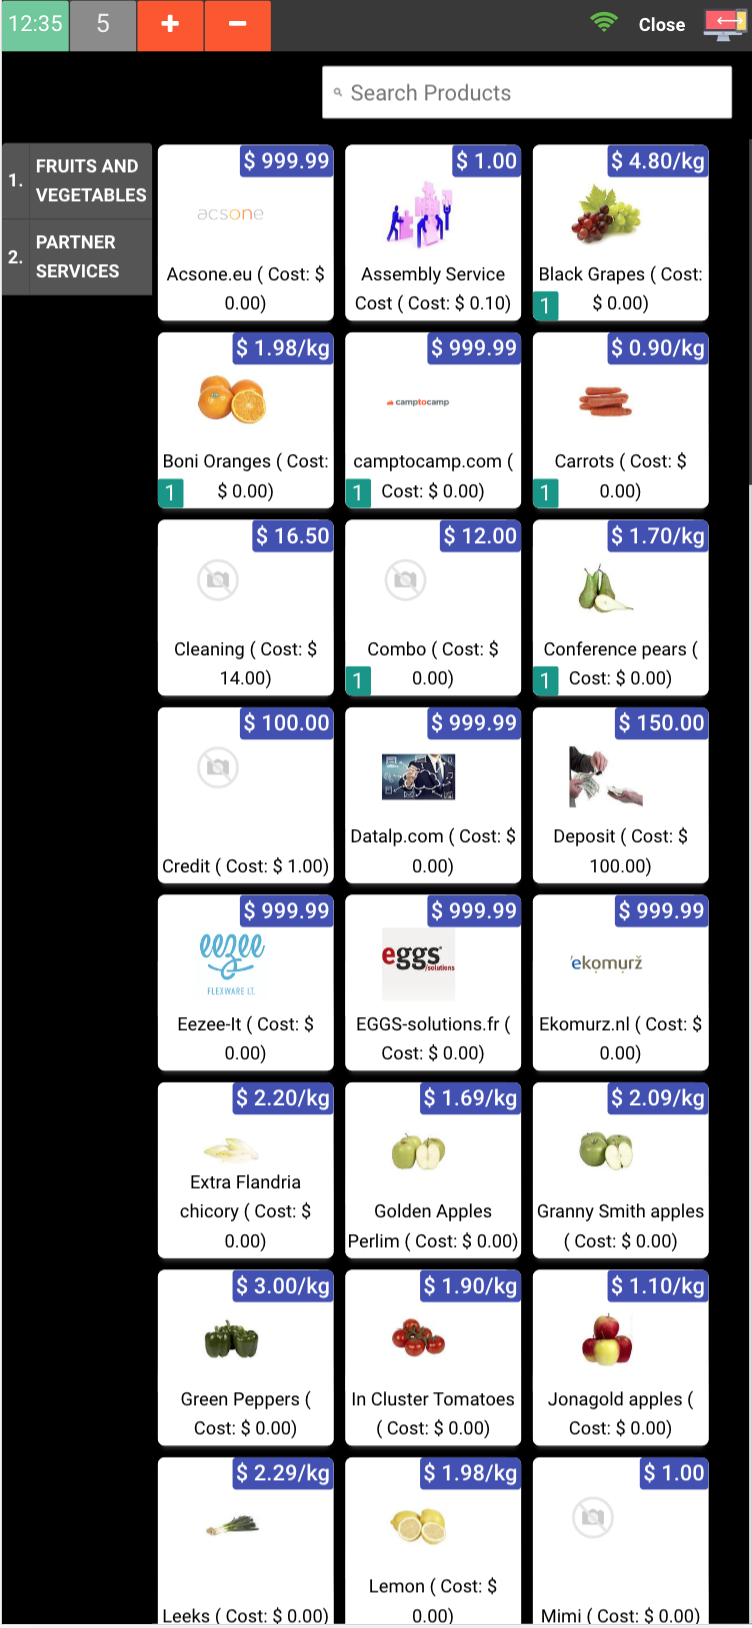 12:35 5 + − Close
Search Products
1. FRUITS AND
VEGETABLES
2. PARTNER
SERVICES
$ 999.99
acsone
Acsone.eu ( Cost: $
0.00)
$ 1.00
Assembly Service
Cost ( Cost: $ 0.10)
$ 4.80/kg
Black Grapes ( Cost:
$ 0.00)
1
$ 1.98/kg
Boni Oranges ( Cost:
$ 0.00)
1
$ 999.99
camptocamp
camptocamp.com (
Cost: $ 0.00)
1
$ 0.90/kg
Carrots ( Cost: $
0.00)
1
$ 16.50
Cleaning ( Cost: $
14.00)
$ 12.00
Combo ( Cost: $
0.00)
1
$ 1.70/kg
Conference pears (
Cost: $ 0.00)
1
$ 100.00
Credit ( Cost: $ 1.00)
$ 999.99
Datalp.com ( Cost: $
0.00)
$ 150.00
Deposit ( Cost: $
100.00)
$ 999.99
eezee
FLEXWARE I.T.
Eezee-It ( Cost: $
0.00)
$ 999.99
eggs
/solutions
EGGS-solutions.fr (
Cost: $ 0.00)
$ 999.99
'ekomurž
Ekomurz.nl ( Cost: $
0.00)
$ 2.20/kg
Extra Flandria
chicory ( Cost: $
0.00)
$ 1.69/kg
Golden Apples
Perlim ( Cost: $ 0.00)
$ 2.09/kg
Granny Smith apples
( Cost: $ 0.00)
$ 3.00/kg
Green Peppers (
Cost: $ 0.00)
$ 1.90/kg
In Cluster Tomatoes
( Cost: $ 0.00)
$ 1.10/kg
Jonagold apples (
Cost: $ 0.00)
$ 2.29/kg
Leeks ( Cost: $ 0.00)
$ 1.98/kg
Lemon ( Cost: $
0.00)
$ 1.00
Mimi ( Cost: $ 0.00)